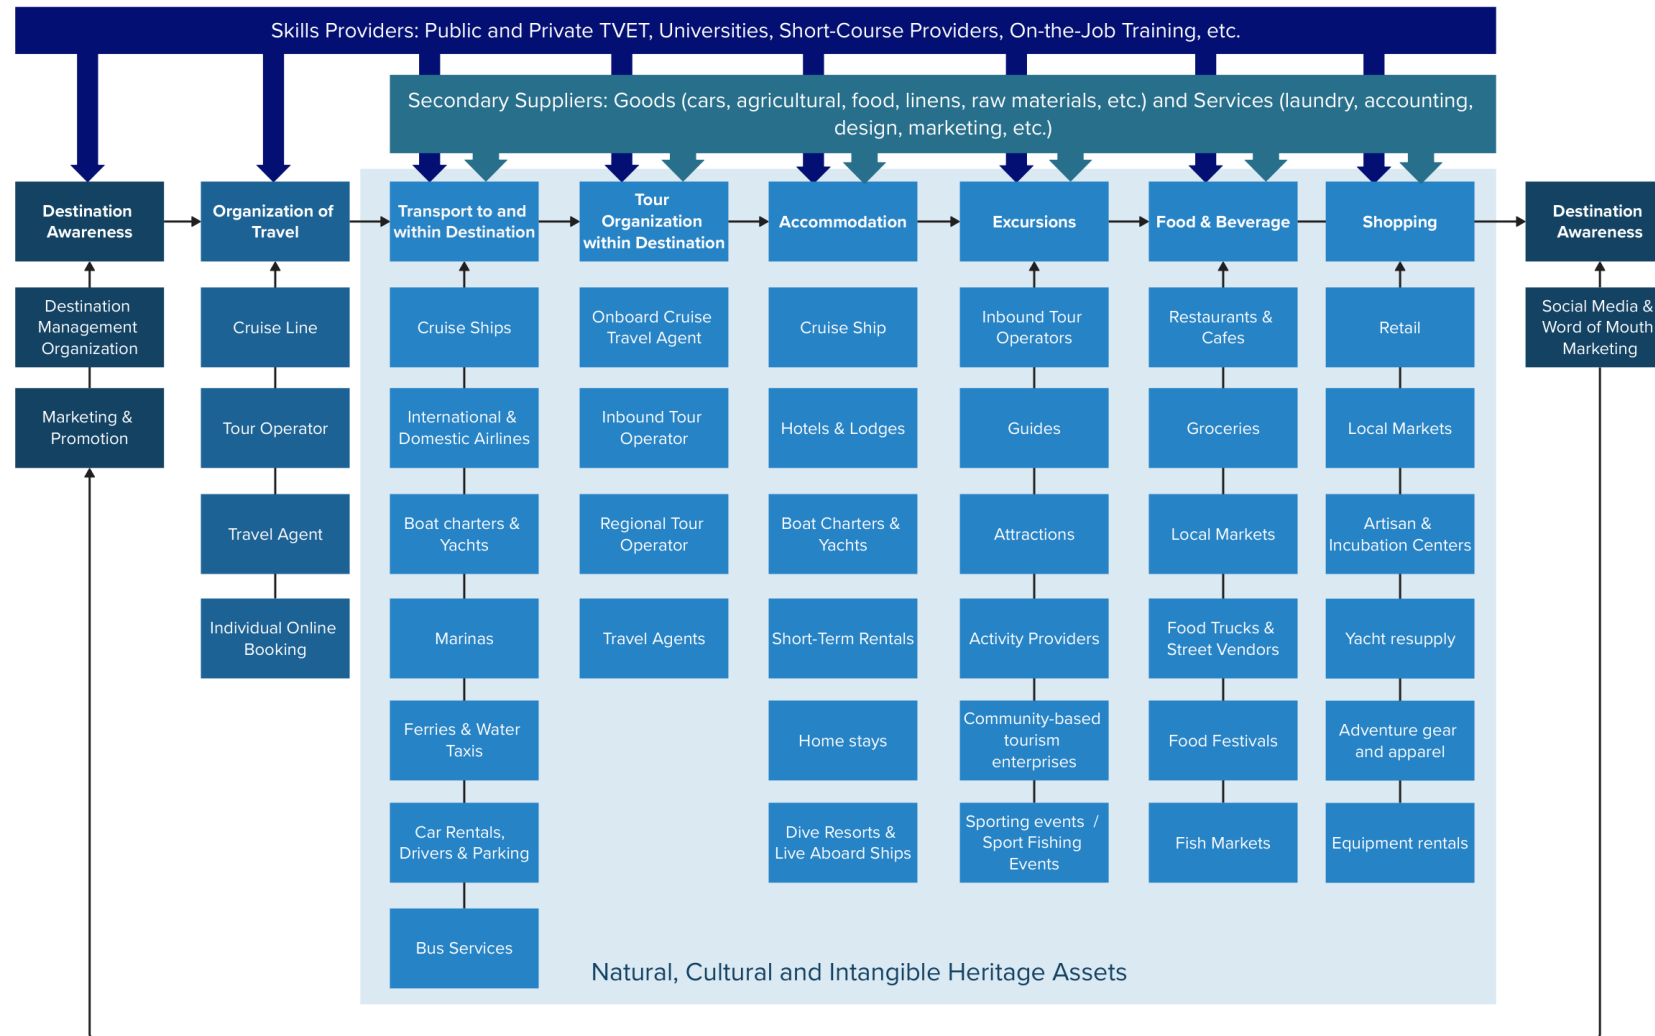 Skills Providers: Public and Private TVET, Universities, Short-Course Providers, On-the-Job Training, etc.
Secondary Suppliers: Goods (cars, agricultural, food, linens, raw materials, etc.) and Services (laundry, accounting,
design, marketing, etc.)
Destination
Awareness
Destination
Management
Organization
Marketing &
Promotion
Organization of
Travel
Cruise Line
Tour Operator
Travel Agent
Individual Online
Booking
Transport to and
within Destination
Cruise Ships
International &
Domestic Airlines
Boat charters &
Yachts
Marinas
Ferries & Water
Taxis
Car Rentals,
Drivers & Parking
Bus Services
Tour
Organization
within Destination
Onboard Cruise
Travel Agent
Inbound Tour
Operator
Regional Tour
Operator
Travel Agents
Accommodation
Cruise Ship
Hotels & Lodges
Boat Charters &
Yachts
Short-Term Rentals
Home stays
Dive Resorts &
Live Aboard Ships
Excursions
Inbound Tour
Operators
Guides
Attractions
Activity Providers
Community-based
tourism
enterprises
Sporting events /
Sport Fishing
Events
Food & Beverage
Restaurants &
Cafes
Groceries
Local Markets
Food Trucks &
Street Vendors
Food Festivals
Fish Markets
Shopping
Retail
Local Markets
Artisan &
Incubation Centers
Yacht resupply
Adventure gear
and apparel
Equipment rentals
Destination
Awareness
Social Media &
Word of Mouth
Marketing
Natural, Cultural and Intangible Heritage Assets